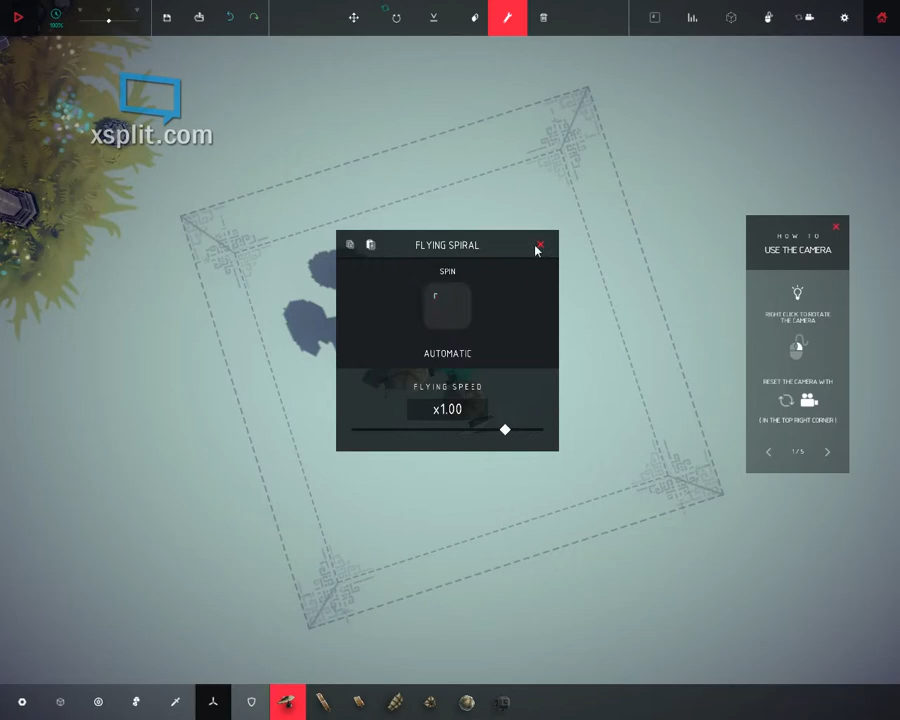 100%
xsplit.com
FLYING SPIRAL
SPIN
F
AUTOMATIC
FLYING SPEED
x1.00
HOW TO
USE THE CAMERA
RIGHT CLICK TO ROTATE
THE CAMERA
RESET THE CAMERA WITH
( IN THE TOP RIGHT CORNER )
1/5